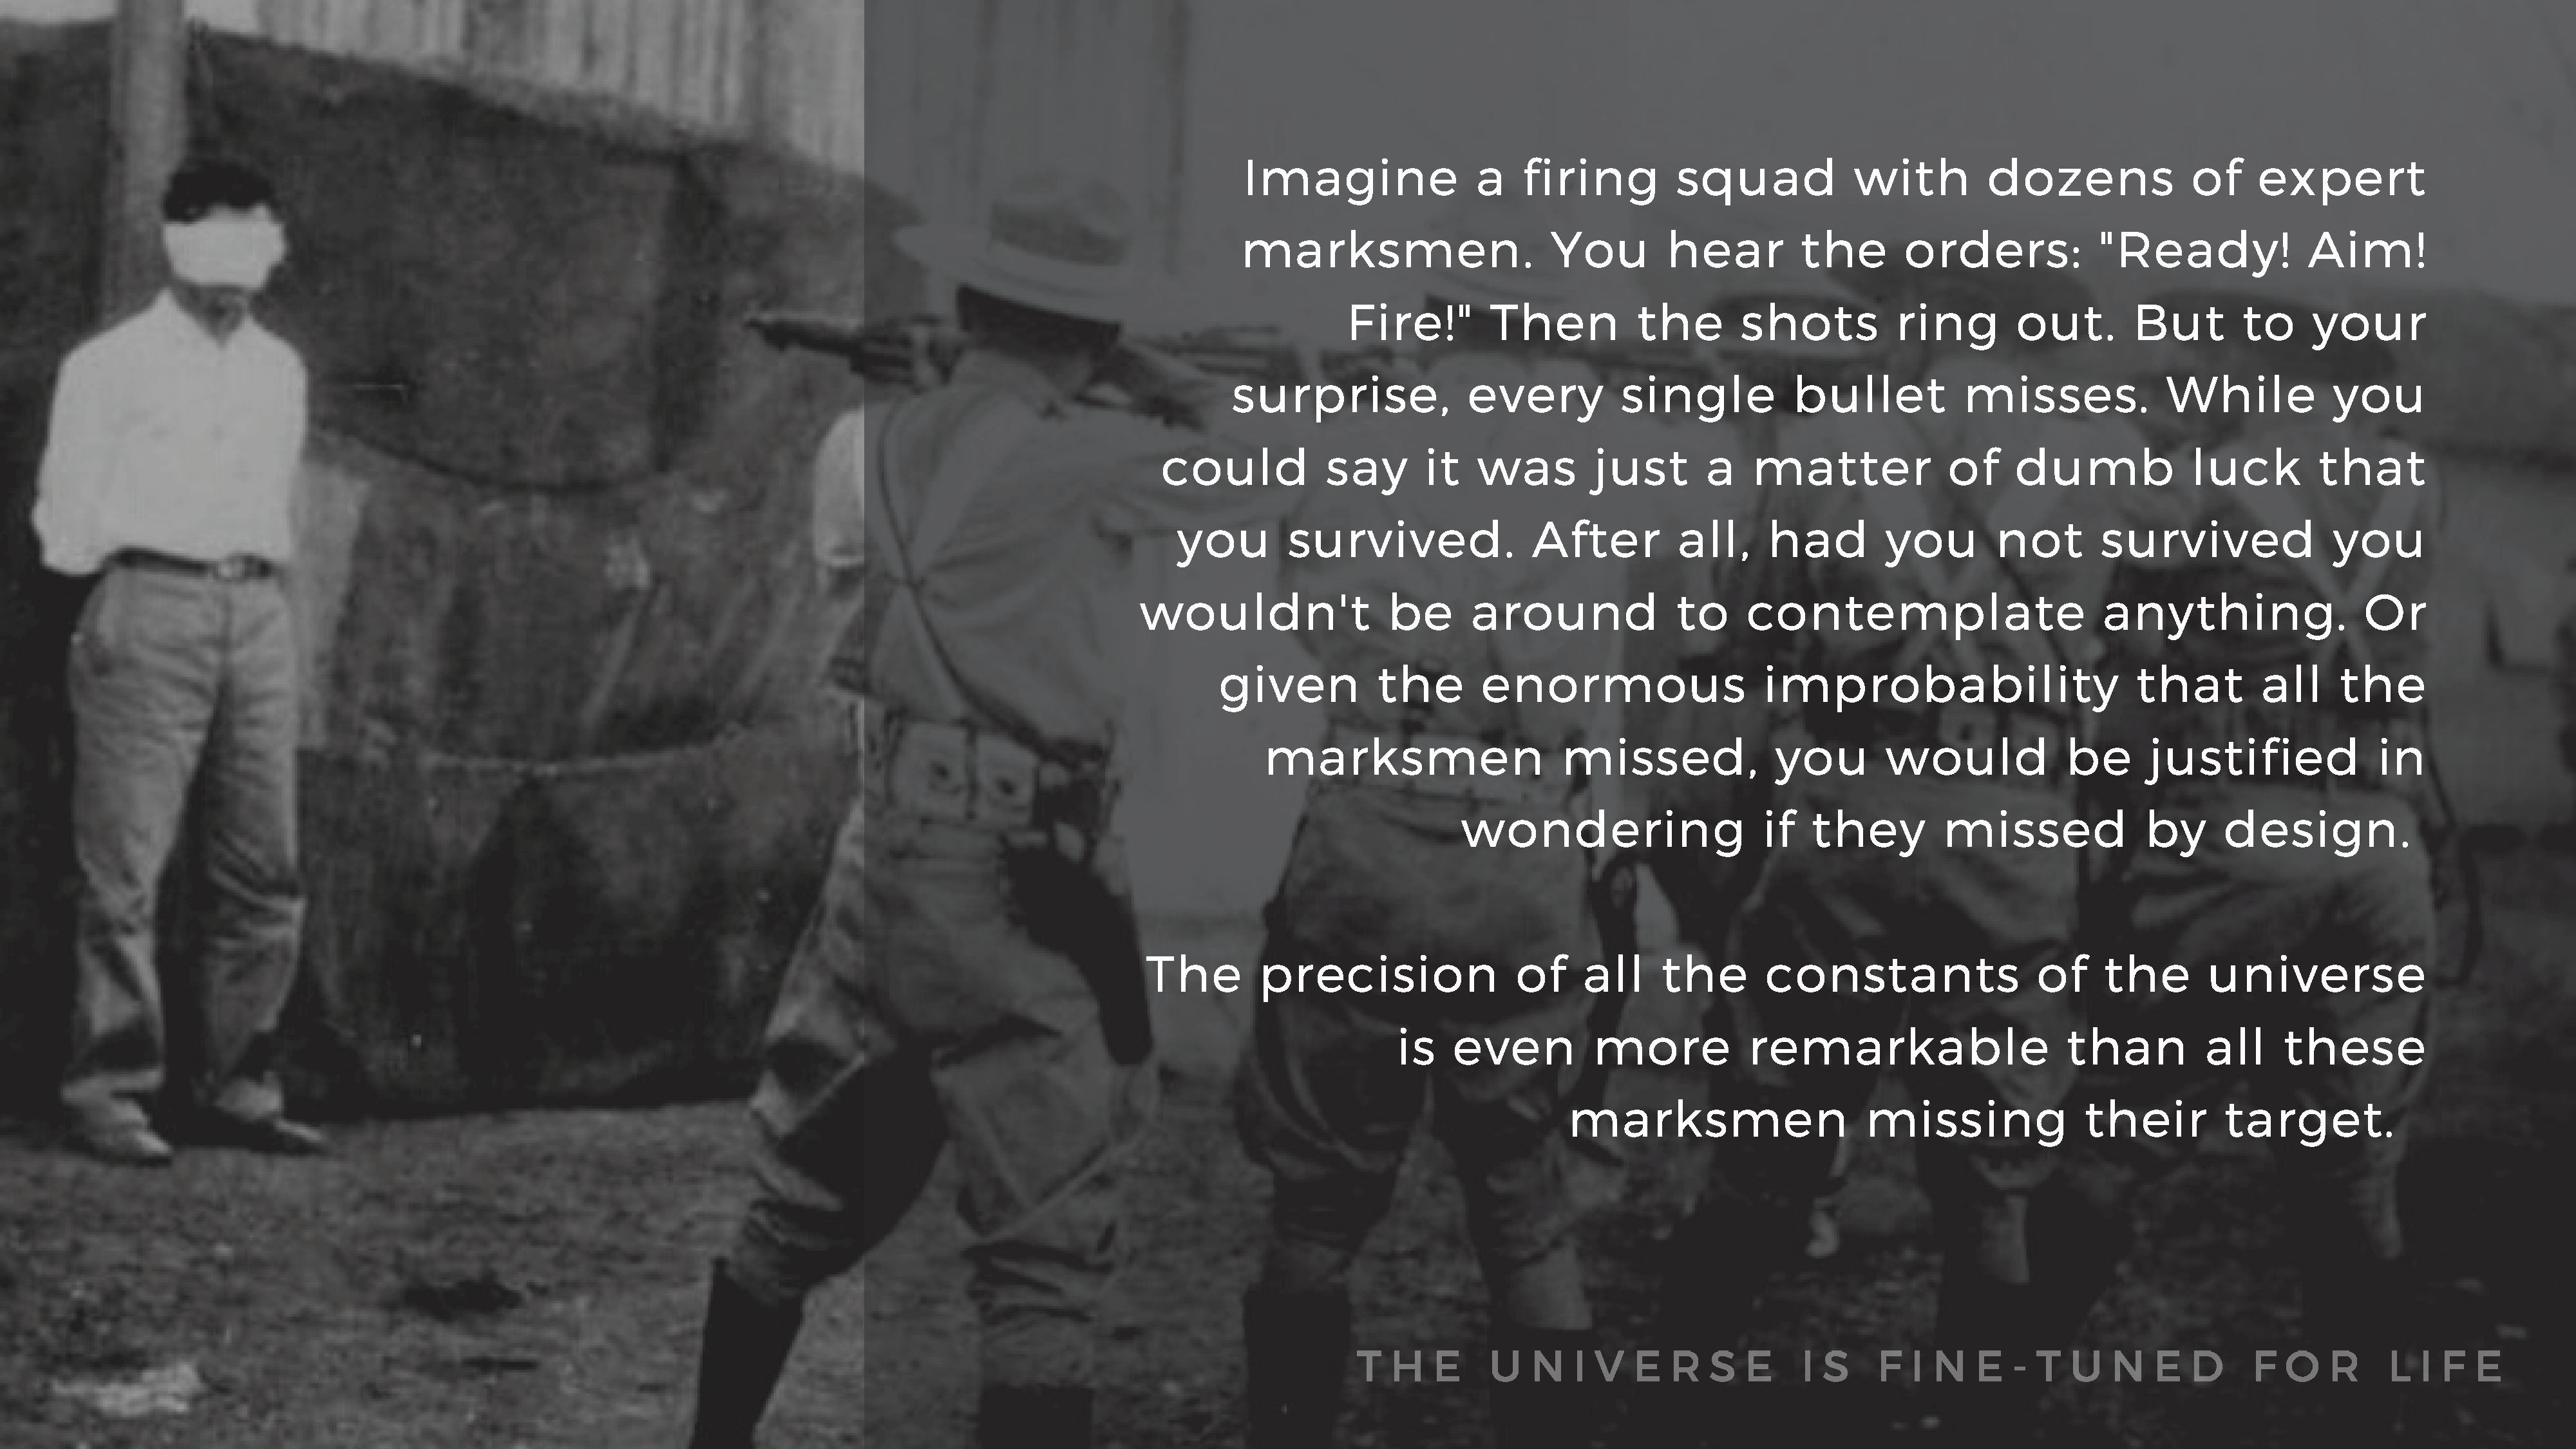 Imagine a firing squad with dozens of expert
marksmen. You hear the orders: "Ready! Aim!
Fire!" Then the shots ring out. But to your
surprise, every single bullet misses. While you
could say it was just a matter of dumb luck that
you survived. After all, had you not survived you
wouldn't be around to contemplate anything. Or
given the enormous improbability that all the
marksmen missed, you would be justified in
wondering if they missed by design.
The precision of all the constants of the universe
is even more remarkable than all these
marksmen missing their target.
THE UNIVERSE IS FINE-TUNED FOR LIFE